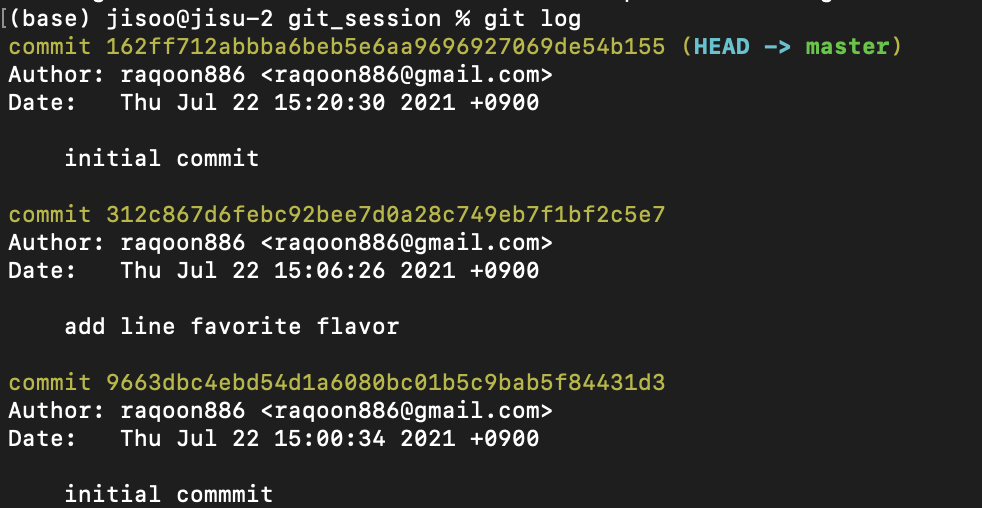 [(base) jisoo@jisu-2 git_session % git log
commit 162ff712abbba6beb5e6aa9696927069de54b155 (HEAD -> master)
Author: raqoon886 <raqoon886@gmail.com>
Date:   Thu Jul 22 15:20:30 2021 +0900
initial commit
commit 312c867d6febc92bee7d0a28c749eb7f1bf2c5e7
Author: raqoon886 <raqoon886@gmail.com>
Date:   Thu Jul 22 15:06:26 2021 +0900
add line favorite flavor
commit 9663dbc4ebd54d1a6080bc01b5c9bab5f84431d3
Author: raqoon886 <raqoon886@gmail.com>
Date:   Thu Jul 22 15:00:34 2021 +0900
initial commmit